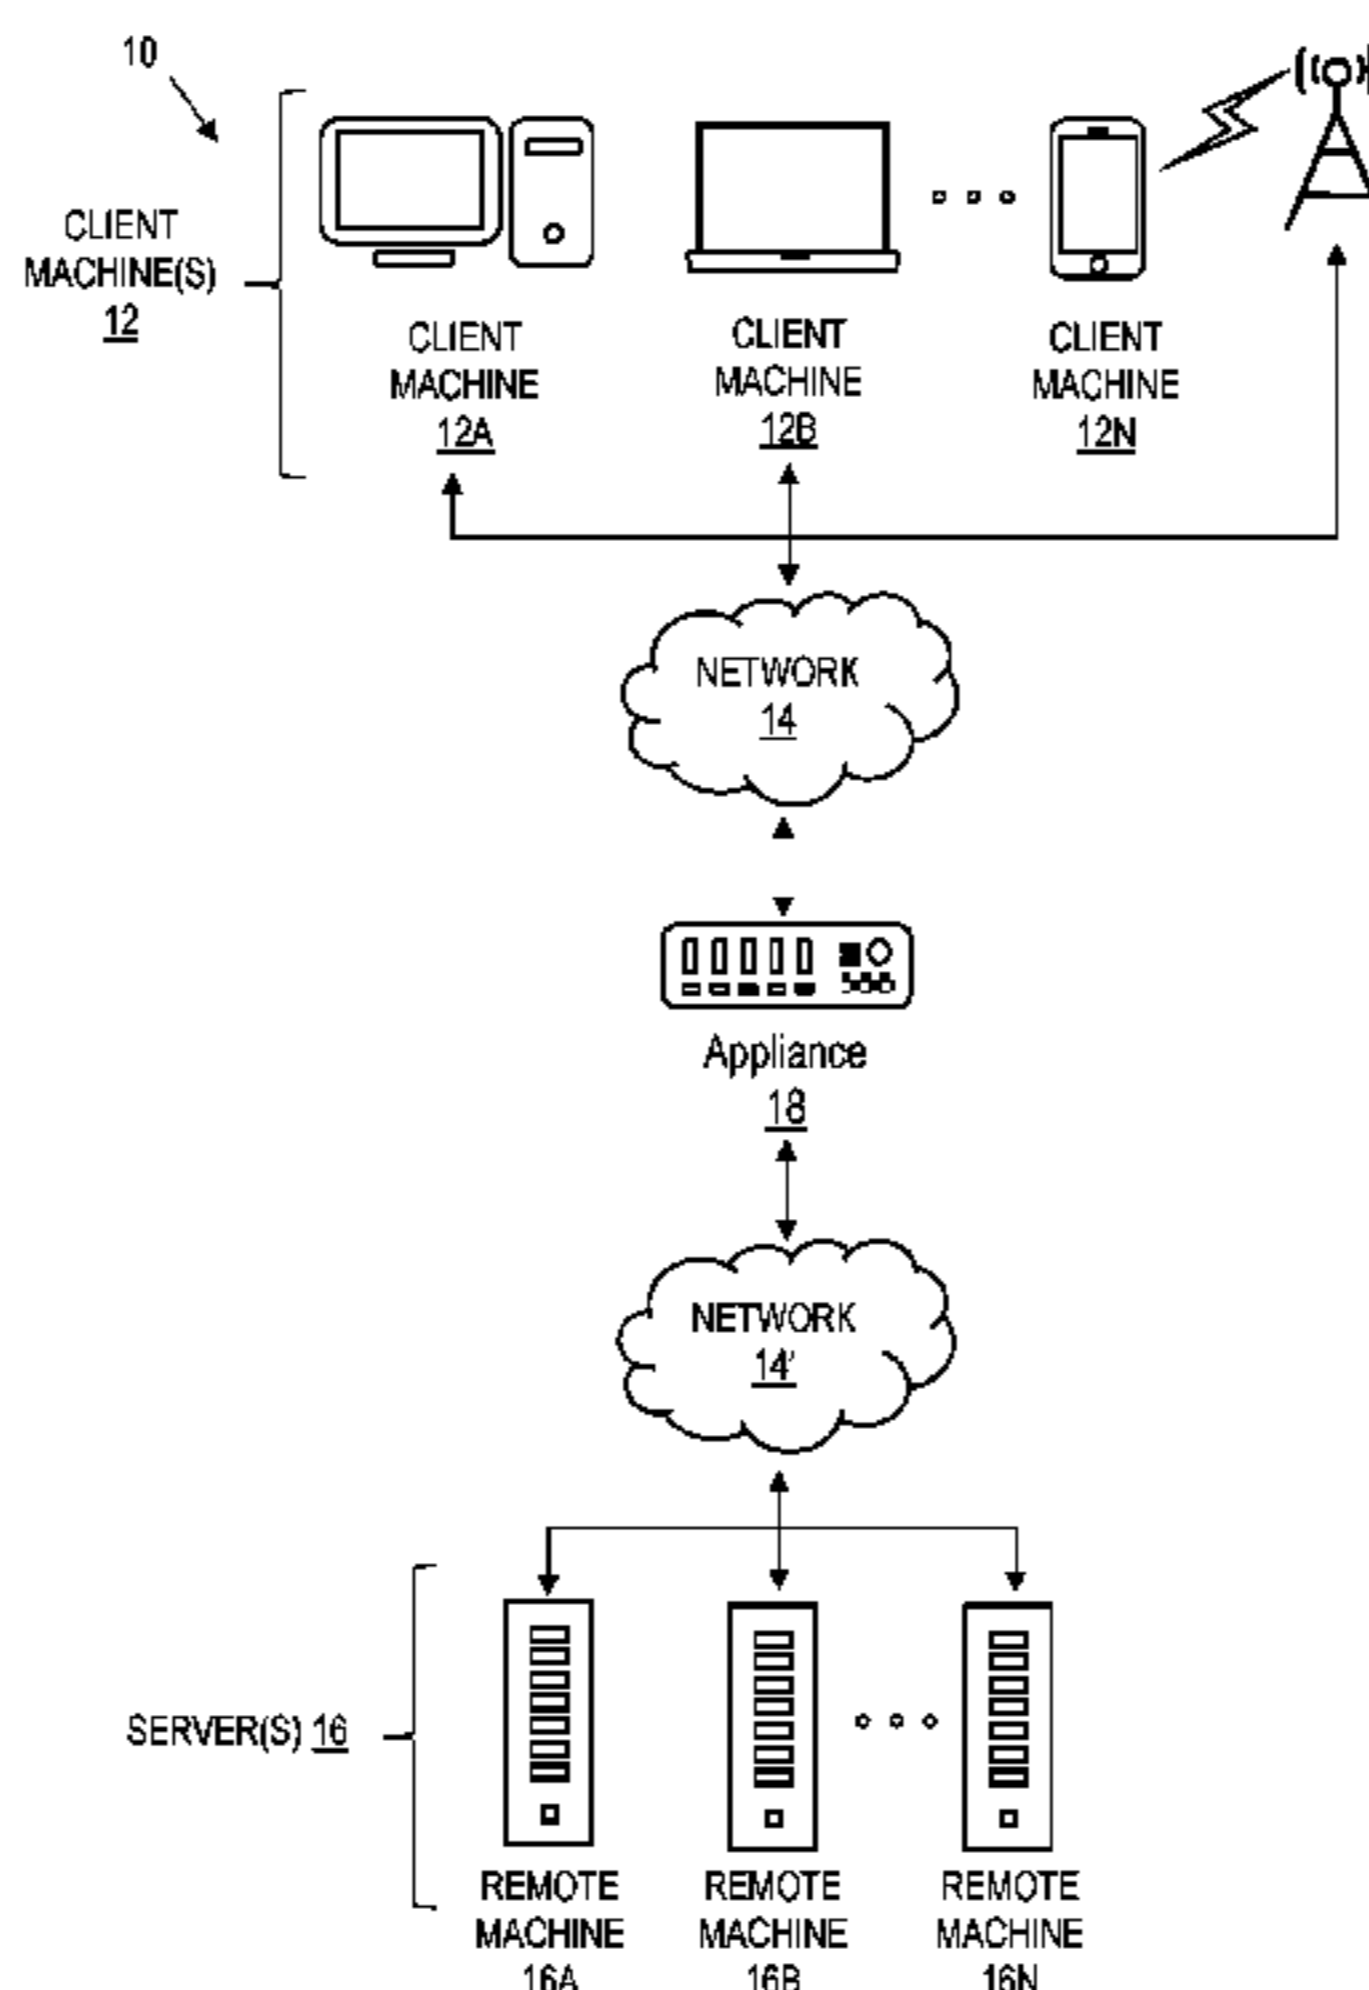 10
CLIENT
MACHINE(S)
12
CLIENT
MACHINE
12A
CLIENT
MACHINE
12B
CLIENT
MACHINE
12N
NETWORK
14
Appliance
18
NETWORK
14'
SERVER(S) 16
REMOTE
MACHINE
16A
REMOTE
MACHINE
16B
REMOTE
MACHINE
16N